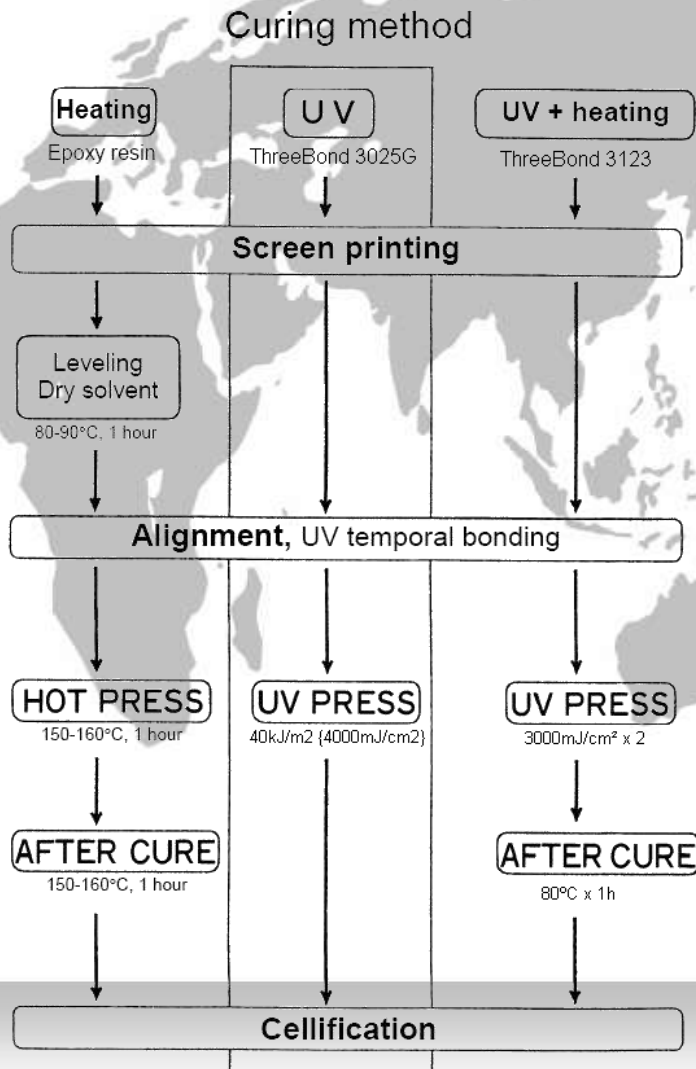 Curing method
Heating
UV
UV + heating
Epoxy resin
ThreeBond 3025G
ThreeBond 3123
Screen printing
Leveling
Dry solvent
80-90°C, 1 hour
Alignment, UV temporal bonding
HOT PRESS
UV PRESS
UV PRESS
150-160°C, 1 hour
40kJ/m2 {4000mJ/cm2}
3000mJ/cm² x 2
AFTER CURE
AFTER CURE
150-160°C, 1 hour
80°C x 1h
Cellification